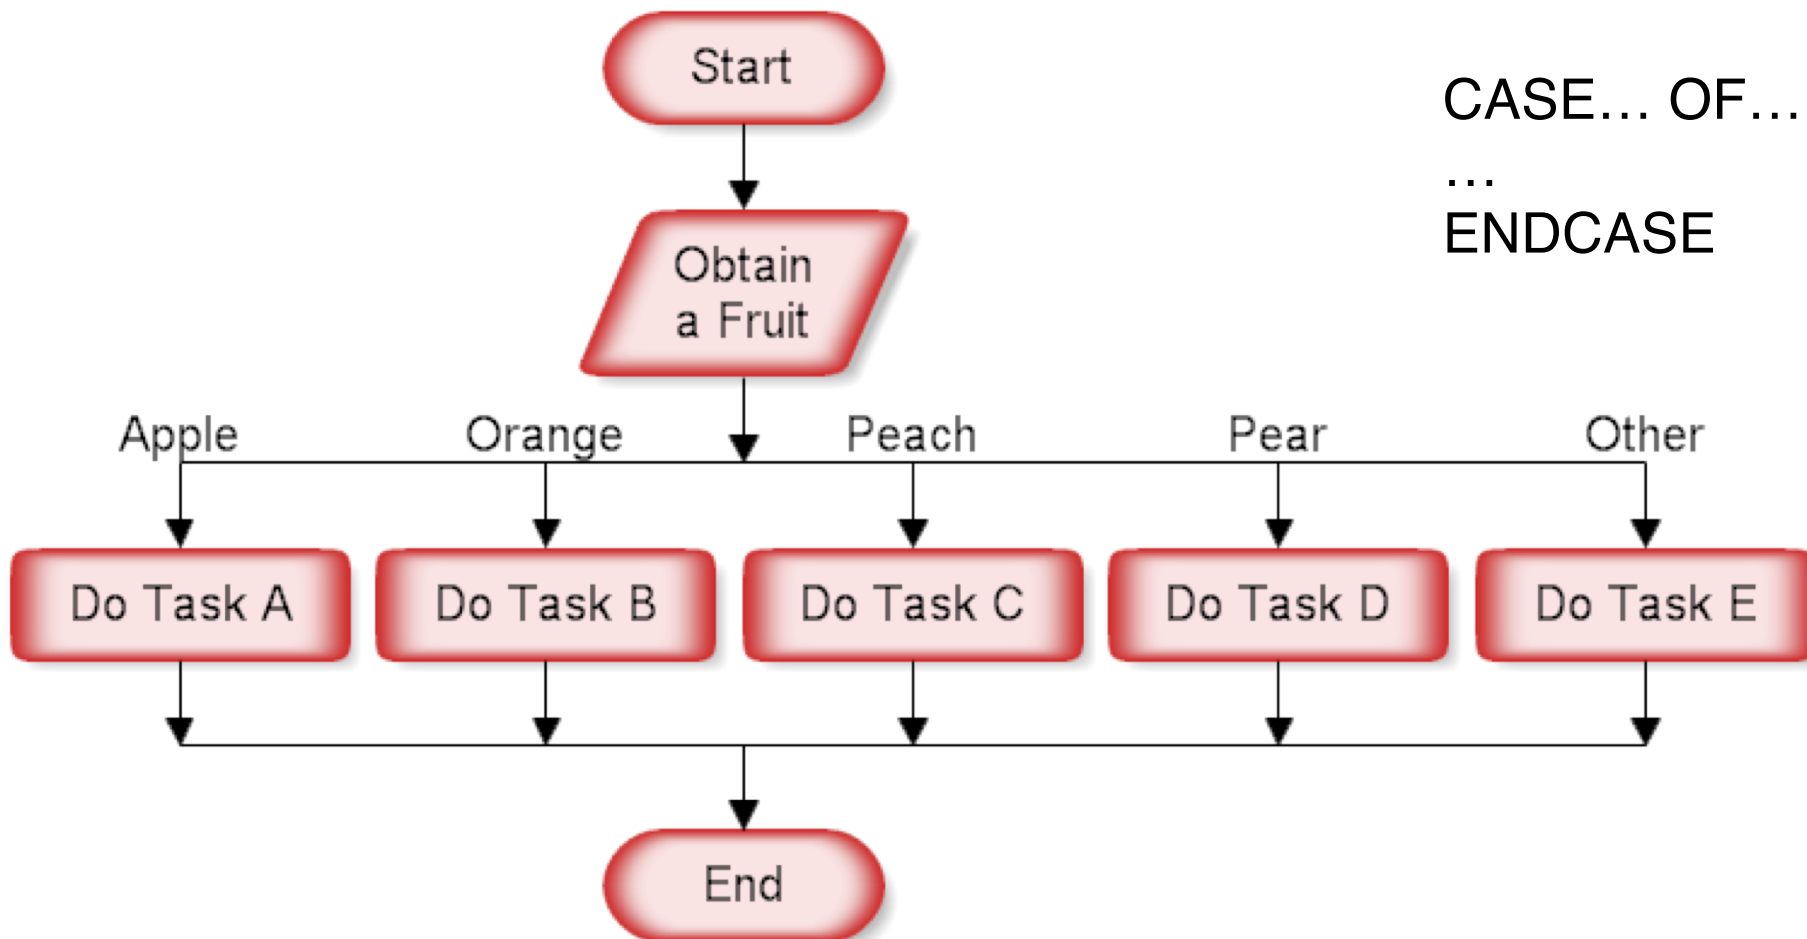 Start
CASE… OF…
…
ENDCASE
Obtain
a Fruit
Apple
Orange
Peach
Pear
Other
Do Task A
Do Task B
Do Task C
Do Task D
Do Task E
End